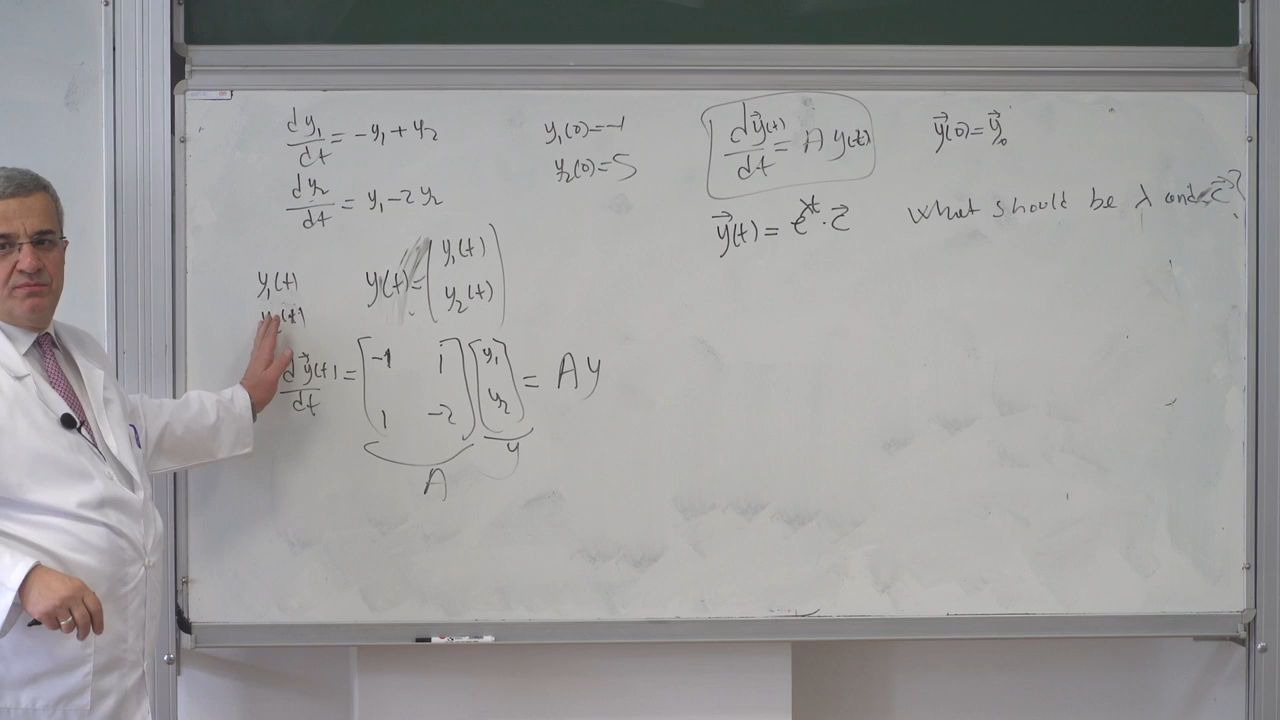 dy₁/dt = -y₁ + y₂
dy₂/dt = y₁ - 2y₂
y₁(0) = -1
y₂(0) = 5
y₁(t)
y₂(t)
y(t) = (y₁(t)
y₂(t))
dy⃗(t)/dt = [-1 1
1 -2] [y₁
y₂] = Ay
A y
dy⃗(t)/dt = A y(t)
y⃗(0) = y⃗₀
y⃗(t) = e^λt · c⃗
What should be λ and c⃗?